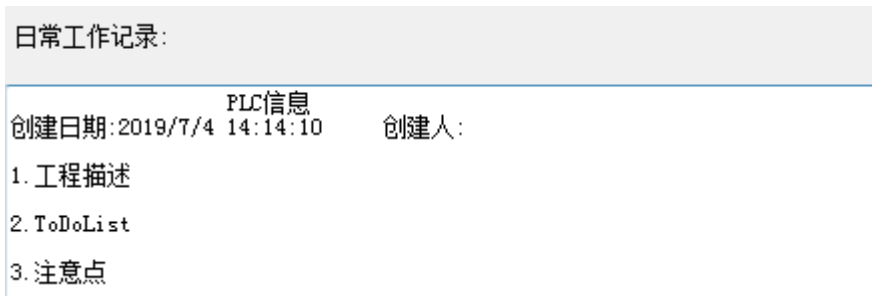 日常工作记录:
PLC信息
创建日期:2019/7/4 14:14:10 创建人:
1.工程描述
2.ToDoList
3.注意点